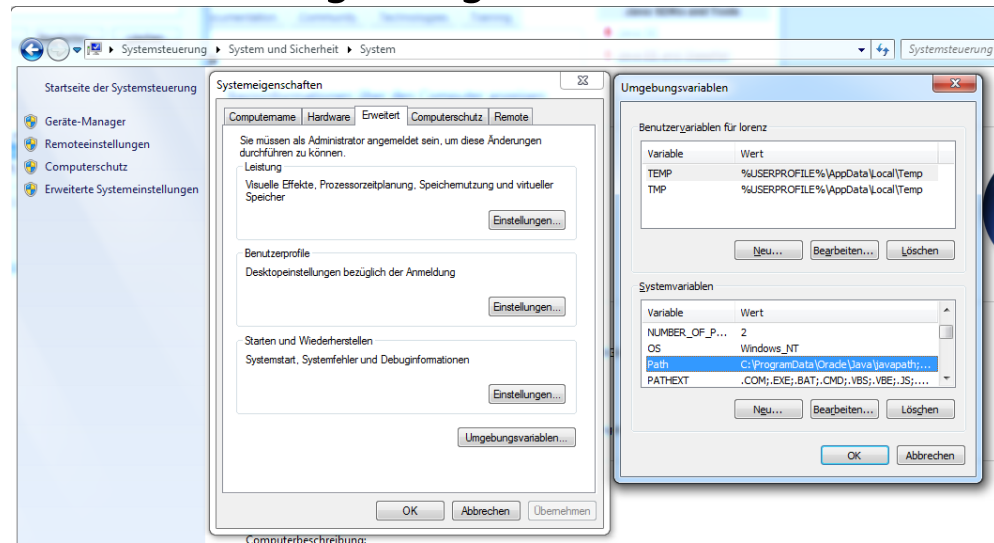 Systemsteuerung ▸ System und Sicherheit ▸ System
Systemsteuerung
Startseite der Systemsteuerung
Geräte-Manager
Remoteeinstellungen
Computerschutz
Erweiterte Systemeinstellungen
Systemeigenschaften
Computername Hardware Erweitert Computerschutz Remote
Sie müssen als Administrator angemeldet sein, um diese Änderungen
durchführen zu können.
Leistung
Visuelle Effekte, Prozessorzeitplanung, Speichernutzung und virtueller
Speicher
Einstellungen...
Benutzerprofile
Desktopeinstellungen bezüglich der Anmeldung
Einstellungen...
Starten und Wiederherstellen
Systemstart, Systemfehler und Debuginformationen
Einstellungen...
Umgebungsvariablen...
OK Abbrechen Übernehmen
Computerbeschreibung:
Umgebungsvariablen
Benutzervariablen für lorenz
Variable Wert
TEMP %USERPROFILE%\AppData\Local\Temp
TMP %USERPROFILE%\AppData\Local\Temp
Neu... Bearbeiten... Löschen
Systemvariablen
Variable Wert
NUMBER_OF_P... 2
OS Windows_NT
Path C:\ProgramData\Oracle\Java\javapath;...
PATHEXT .COM;.EXE;.BAT;.CMD;.VBS;.VBE;.JS;....
Neu... Bearbeiten... Löschen
OK Abbrechen